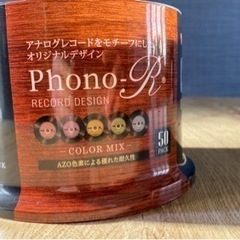 アナログレコードをモチーフにした
オリジナルデザイン
Phono-R®
RECORD DESIGN
COLOR MIX
AZO色素による優れた耐久性
50
PACK